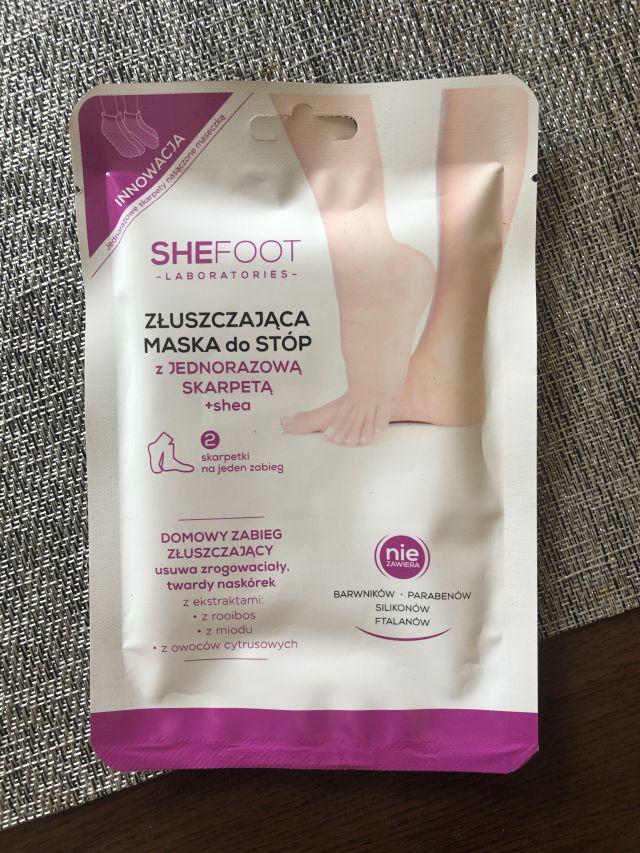 INNOWACJA
Jednorazowe skarpety nasączone maseczką
SHEFOOT
-LABORATORIES-
ZŁUSZCZAJĄCA
MASKA do STÓP
z JEDNORAZOWĄ
SKARPETĄ
+shea
2
skarpetki
na jeden zabieg
DOMOWY ZABIEG
ZŁUSZCZAJĄCY
usuwa zrogowaciały,
twardy naskórek
z ekstraktami:
• z rooibos
• z miodu
• z owoców cytrusowych
nie
ZAWIERA
BARWNIKÓW • PARABENÓW
SILIKONÓW
FTALANÓW